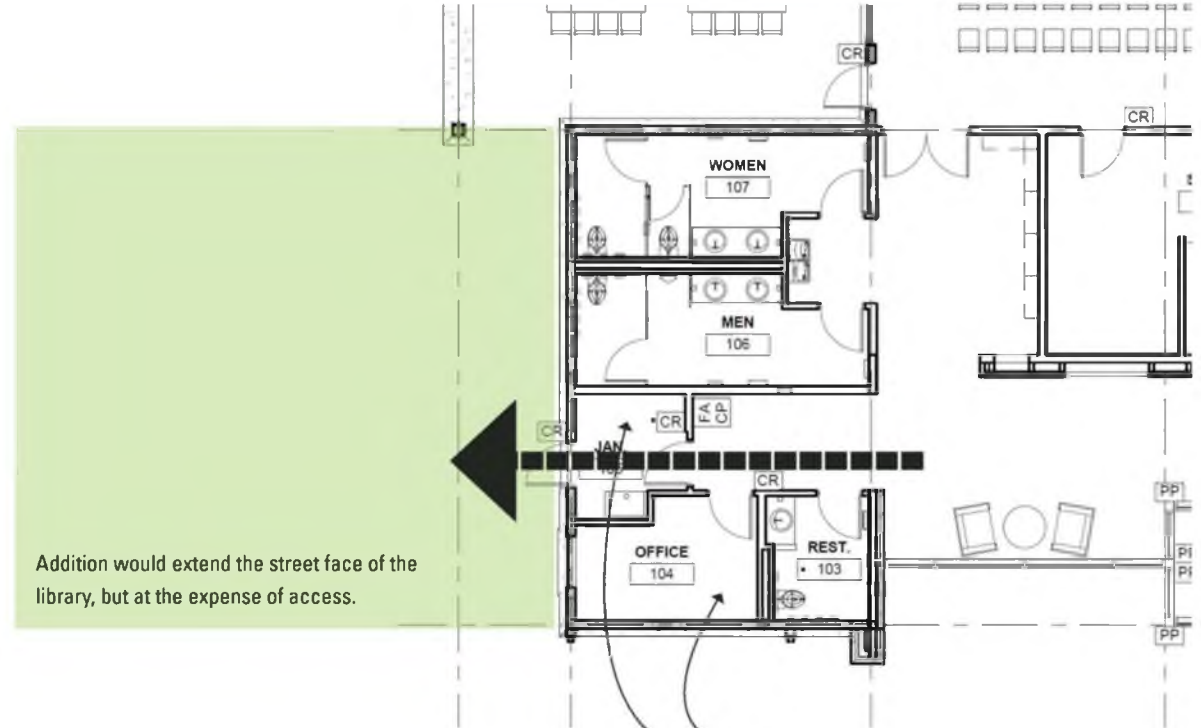 CR
CR
WOMEN
107
MEN
106
CR
CR
FA
CP
JAN
CR
PP
OFFICE
104
REST.
103
PP
Addition would extend the street face of the
library, but at the expense of access.